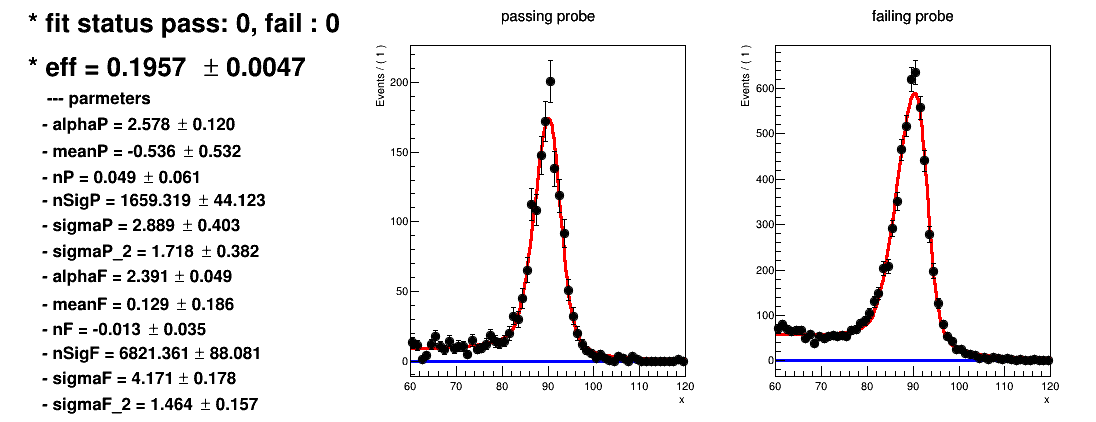 * fit status pass: 0, fail : 0
* eff = 0.1957 ± 0.0047
--- parmeters
- alphaP = 2.578 ± 0.120
- meanP = -0.536 ± 0.532
- nP = 0.049 ± 0.061
- nSigP = 1659.319 ± 44.123
- sigmaP = 2.889 ± 0.403
- sigmaP_2 = 1.718 ± 0.382
- alphaF = 2.391 ± 0.049
- meanF = 0.129 ± 0.186
- nF = -0.013 ± 0.035
- nSigF = 6821.361 ± 88.081
- sigmaF = 4.171 ± 0.178
- sigmaF_2 = 1.464 ± 0.157
passing probe
Events / ( 1 )
200
150
100
50
0
60 70 80 90 100 110 120
x
failing probe
Events / ( 1 )
600
500
400
300
200
100
0
60 70 80 90 100 110 120
x